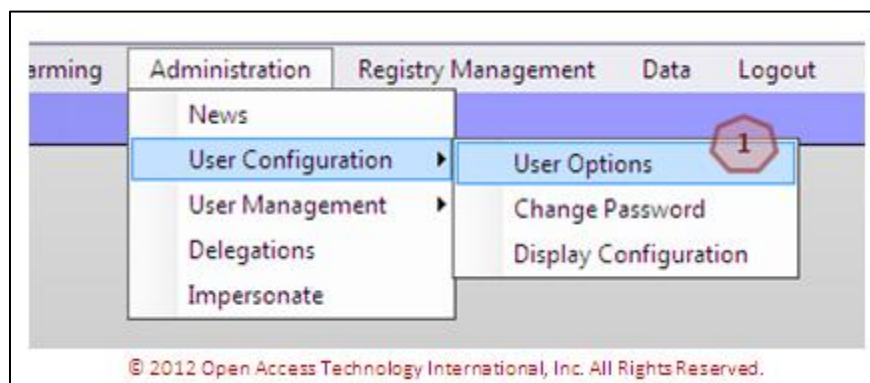 arming Administration Registry Management Data Logout
News
User Configuration User Options 1
User Management Change Password
Delegations Display Configuration
Impersonate
© 2012 Open Access Technology International, Inc. All Rights Reserved.